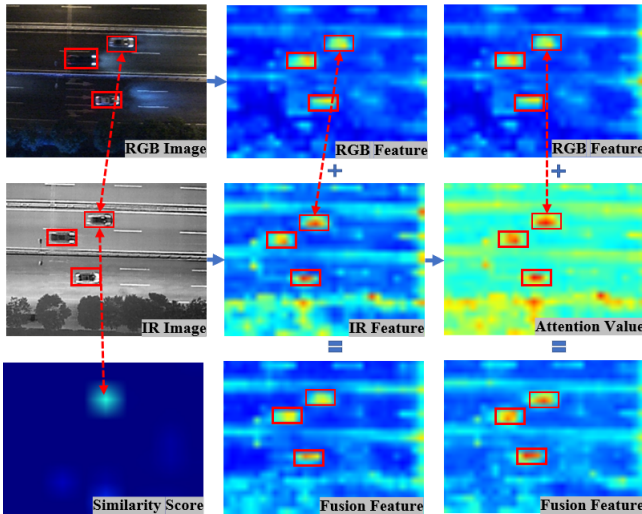 RGB Image
RGB Feature
RGB Feature
+
+
IR Image
IR Feature
Attention Value
=
=
Similarity Score
Fusion Feature
Fusion Feature